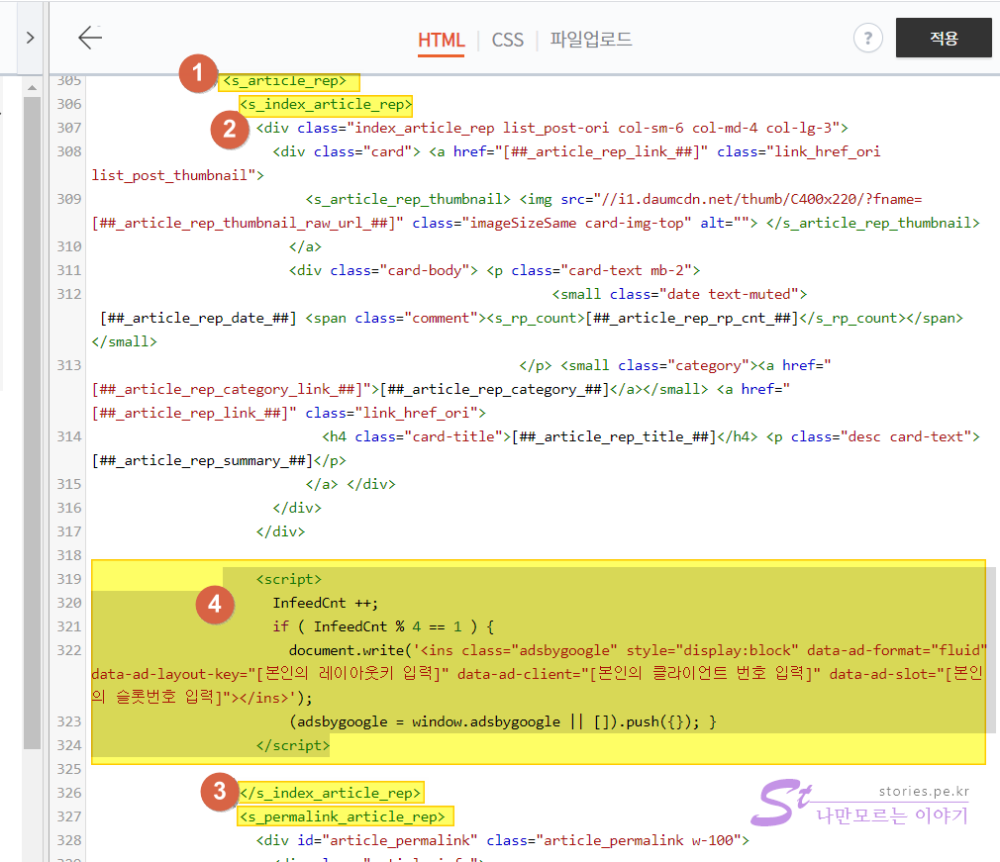 HTML | CSS | 파일업로드 ? 적용
305 <s_article_rep>
1
306 <s_index_article_rep>
2
307 <div class="index_article_rep list_post-ori col-sm-6 col-md-4 col-lg-3">
308 <div class="card"> <a href="[##_article_rep_link_##]" class="link_href_ori
list_post_thumbnail">
309 <s_article_rep_thumbnail> <img src="//i1.daumcdn.net/thumb/C400x220/?fname=
[##_article_rep_thumbnail_raw_url_##]" class="imageSizeSame card-img-top" alt=""> </s_article_rep_thumbnail>
310 </a>
311 <div class="card-body"> <p class="card-text mb-2">
312 <small class="date text-muted">
[##_article_rep_date_##] <span class="comment"><s_rp_count>[##_article_rep_rp_cnt_##]</s_rp_count></span>
</small>
313 </p> <small class="category"><a href="
[##_article_rep_category_link_##]">[##_article_rep_category_##]</a></small> <a href="
[##_article_rep_link_##]" class="link_href_ori">
314 <h4 class="card-title">[##_article_rep_title_##]</h4> <p class="desc card-text">
[##_article_rep_summary_##]</p>
315 </a> </div>
316 </div>
317 </div>
318
319 <script>
4
320 InfeedCnt ++;
321 if ( InfeedCnt % 4 == 1 ) {
322 document.write('<ins class="adsbygoogle" style="display:block" data-ad-format="fluid"
data-ad-layout-key="[본인의 레이아웃키 입력]" data-ad-client="[본인의 클라이언트 번호 입력]" data-ad-slot="[본인
의 슬롯번호 입력]"></ins>');
323 (adsbygoogle = window.adsbygoogle || []).push({}); }
324 </script>
325
3
326 </s_index_article_rep>
327 <s_permalink_article_rep>
328 <div id="article_permalink" class="article_permalink w-100">
St
stories.pe.kr
나만모르는 이야기